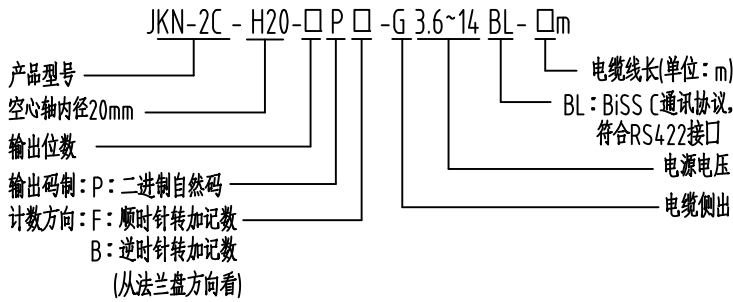 JKN-2C - H20-□P□ -G3.6~14 BL- □m
产品型号
空心轴内径20mm
输出位数
输出码制：P：二进制自然码
计数方向：F：顺时针转加记数
B：逆时针转加记数
(从法兰盘方向看)
电缆线长(单位：m)
BL：BiSS C通讯协议,
符合RS422接口
电源电压
电缆侧出